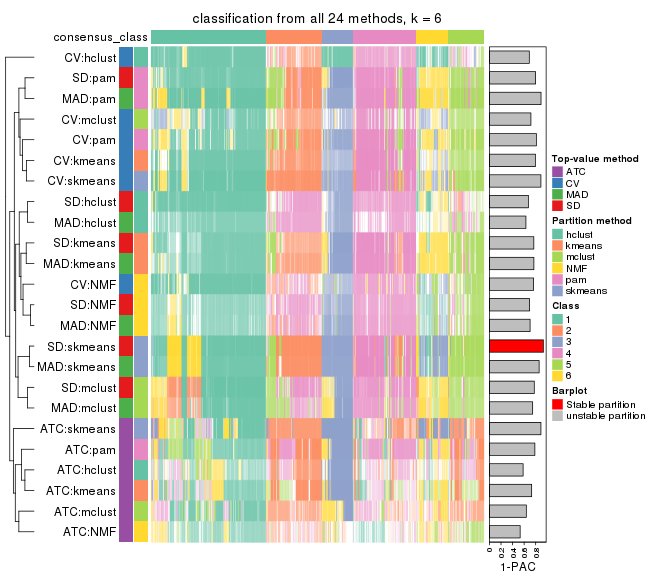 classification from all 24 methods, k = 6
consensus_class
CV:hclust
SD:pam
MAD:pam
CV:mclust
CV:pam
CV:kmeans
CV:skmeans
SD:hclust
MAD:hclust
SD:kmeans
MAD:kmeans
CV:NMF
SD:NMF
MAD:NMF
SD:skmeans
MAD:skmeans
SD:mclust
MAD:mclust
ATC:skmeans
ATC:pam
ATC:hclust
ATC:kmeans
ATC:mclust
ATC:NMF
0 0.2 0.4 0.6 0.8
1-PAC
Top-value method
ATC
CV
MAD
SD
Partition method
hclust
kmeans
mclust
NMF
pam
skmeans
Class
1
2
3
4
5
6
Barplot
Stable partition
unstable partition